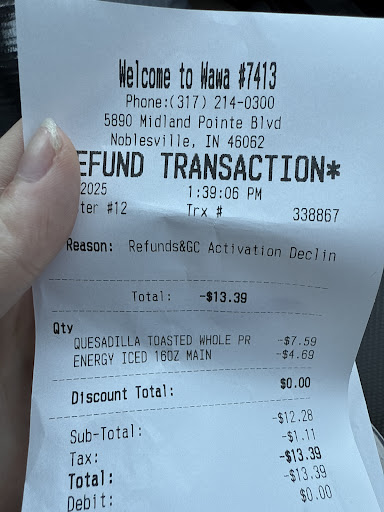 Welcome to Wawa #7413
Phone:(317) 214-0300
5890 Midland Pointe Blvd
Noblesville, IN 46062
EFUND TRANSACTION*
2025 1:39:06 PM
ter #12 Trx # 338867
Reason: Refunds&GC Activation Declin
Total: -$13.39
Qty
QUESADILLA TOASTED WHOLE PR -$7.59
ENERGY ICED 16OZ MAIN -$4.69
Discount Total: $0.00
Sub-Total: -$12.28
Tax: -$1.11
Total: -$13.39
Debit: -$13.39
$0.00